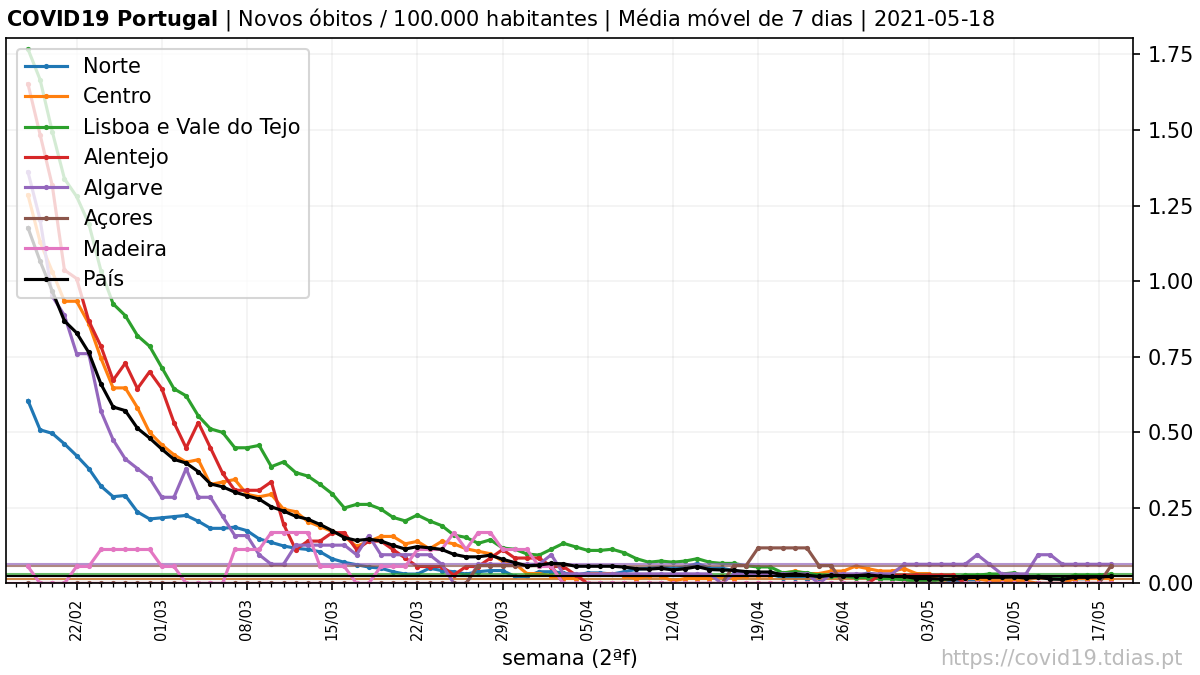 COVID19 Portugal | Novos óbitos / 100.000 habitantes | Média móvel de 7 dias | 2021-05-18
Norte
Centro
Lisboa e Vale do Tejo
Alentejo
Algarve
Açores
Madeira
País
1.75
1.50
1.25
1.00
0.75
0.50
0.25
0.00
22/02
01/03
08/03
15/03
22/03
29/03
05/04
12/04
19/04
26/04
03/05
10/05
17/05
semana (2ªf)
https://covid19.tdias.pt